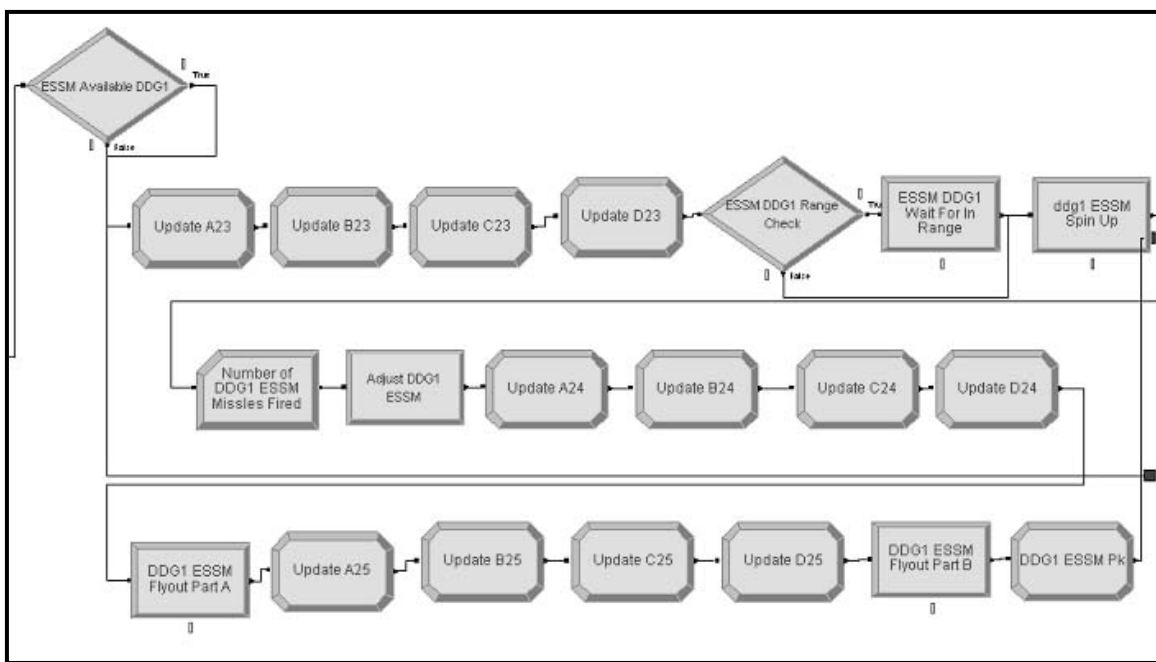 ESSM Available DDG1
True
False
Update A23
Update B23
Update C23
Update D23
ESSM DDG1 Range
Check
True
False
ESSM DDG1
Wait For In
Range
ddg1 ESSM
Spin Up
Number of
DDG1 ESSM
Missles Fired
Adjust DDG1
ESSM
Update A24
Update B24
Update C24
Update D24
DDG1 ESSM
Flyout Part A
Update A25
Update B25
Update C25
Update D25
DDG1 ESSM
Flyout Part B
DDG1 ESSM Pk